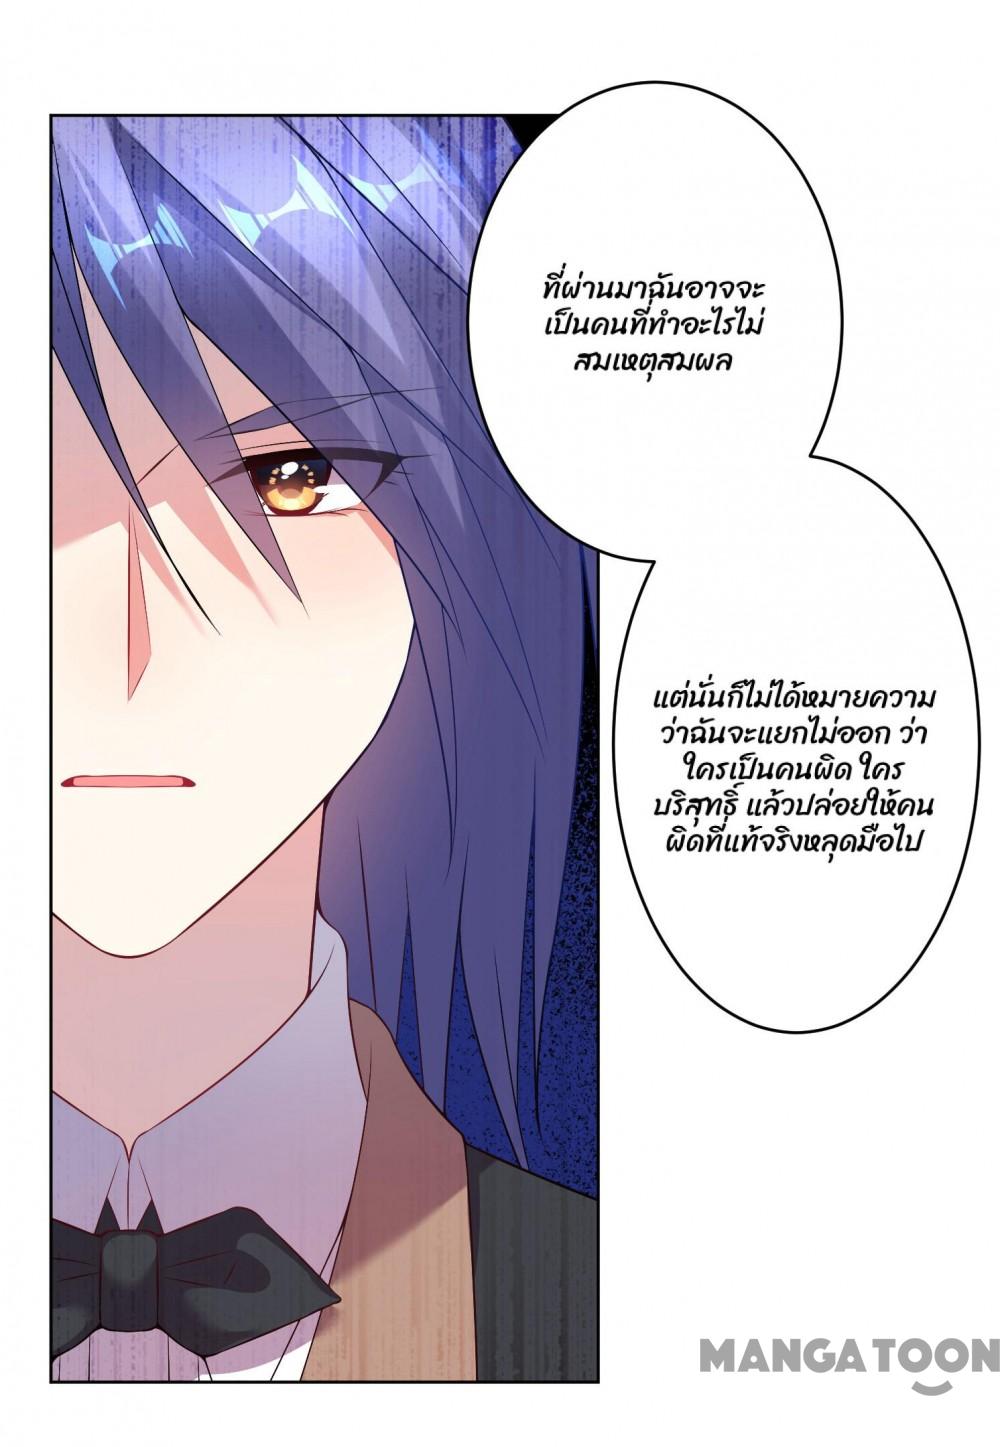 ที่ผ่านมาฉันอาจจะ
เป็นคนที่ทำอะไรไม่
สมเหตุสมผล
แต่นั่นก็ไม่ได้หมายความ
ว่าฉันจะแยกไม่ออก ว่า
ใครเป็นคนผิด ใคร
บริสุทธิ์ แล้วปล่อยให้คน
ผิดที่แท้จริงหลุดมือไป
MANGATOON